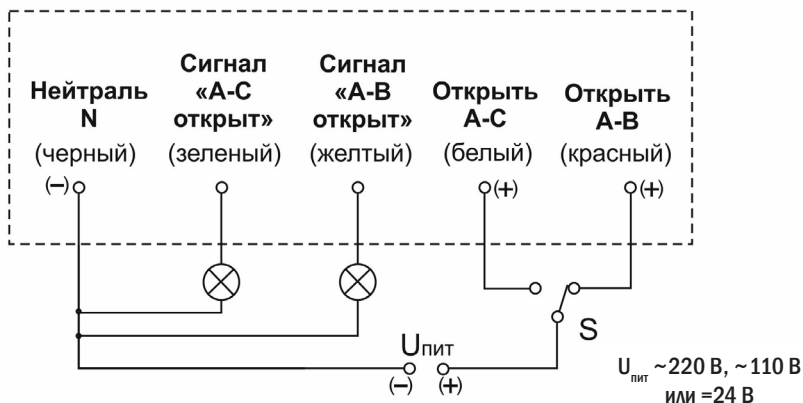 Нейтраль
N
(черный)
(–)
Сигнал
«А-С
открыт»
(зеленый)
Сигнал
«А-В
открыт»
(желтый)
Открыть
А-С
(белый)
(+)
Открыть
А-В
(красный)
(+)
S
Uпит
(–) (+)
Uпит ~220 В, ~110 В
или =24 В